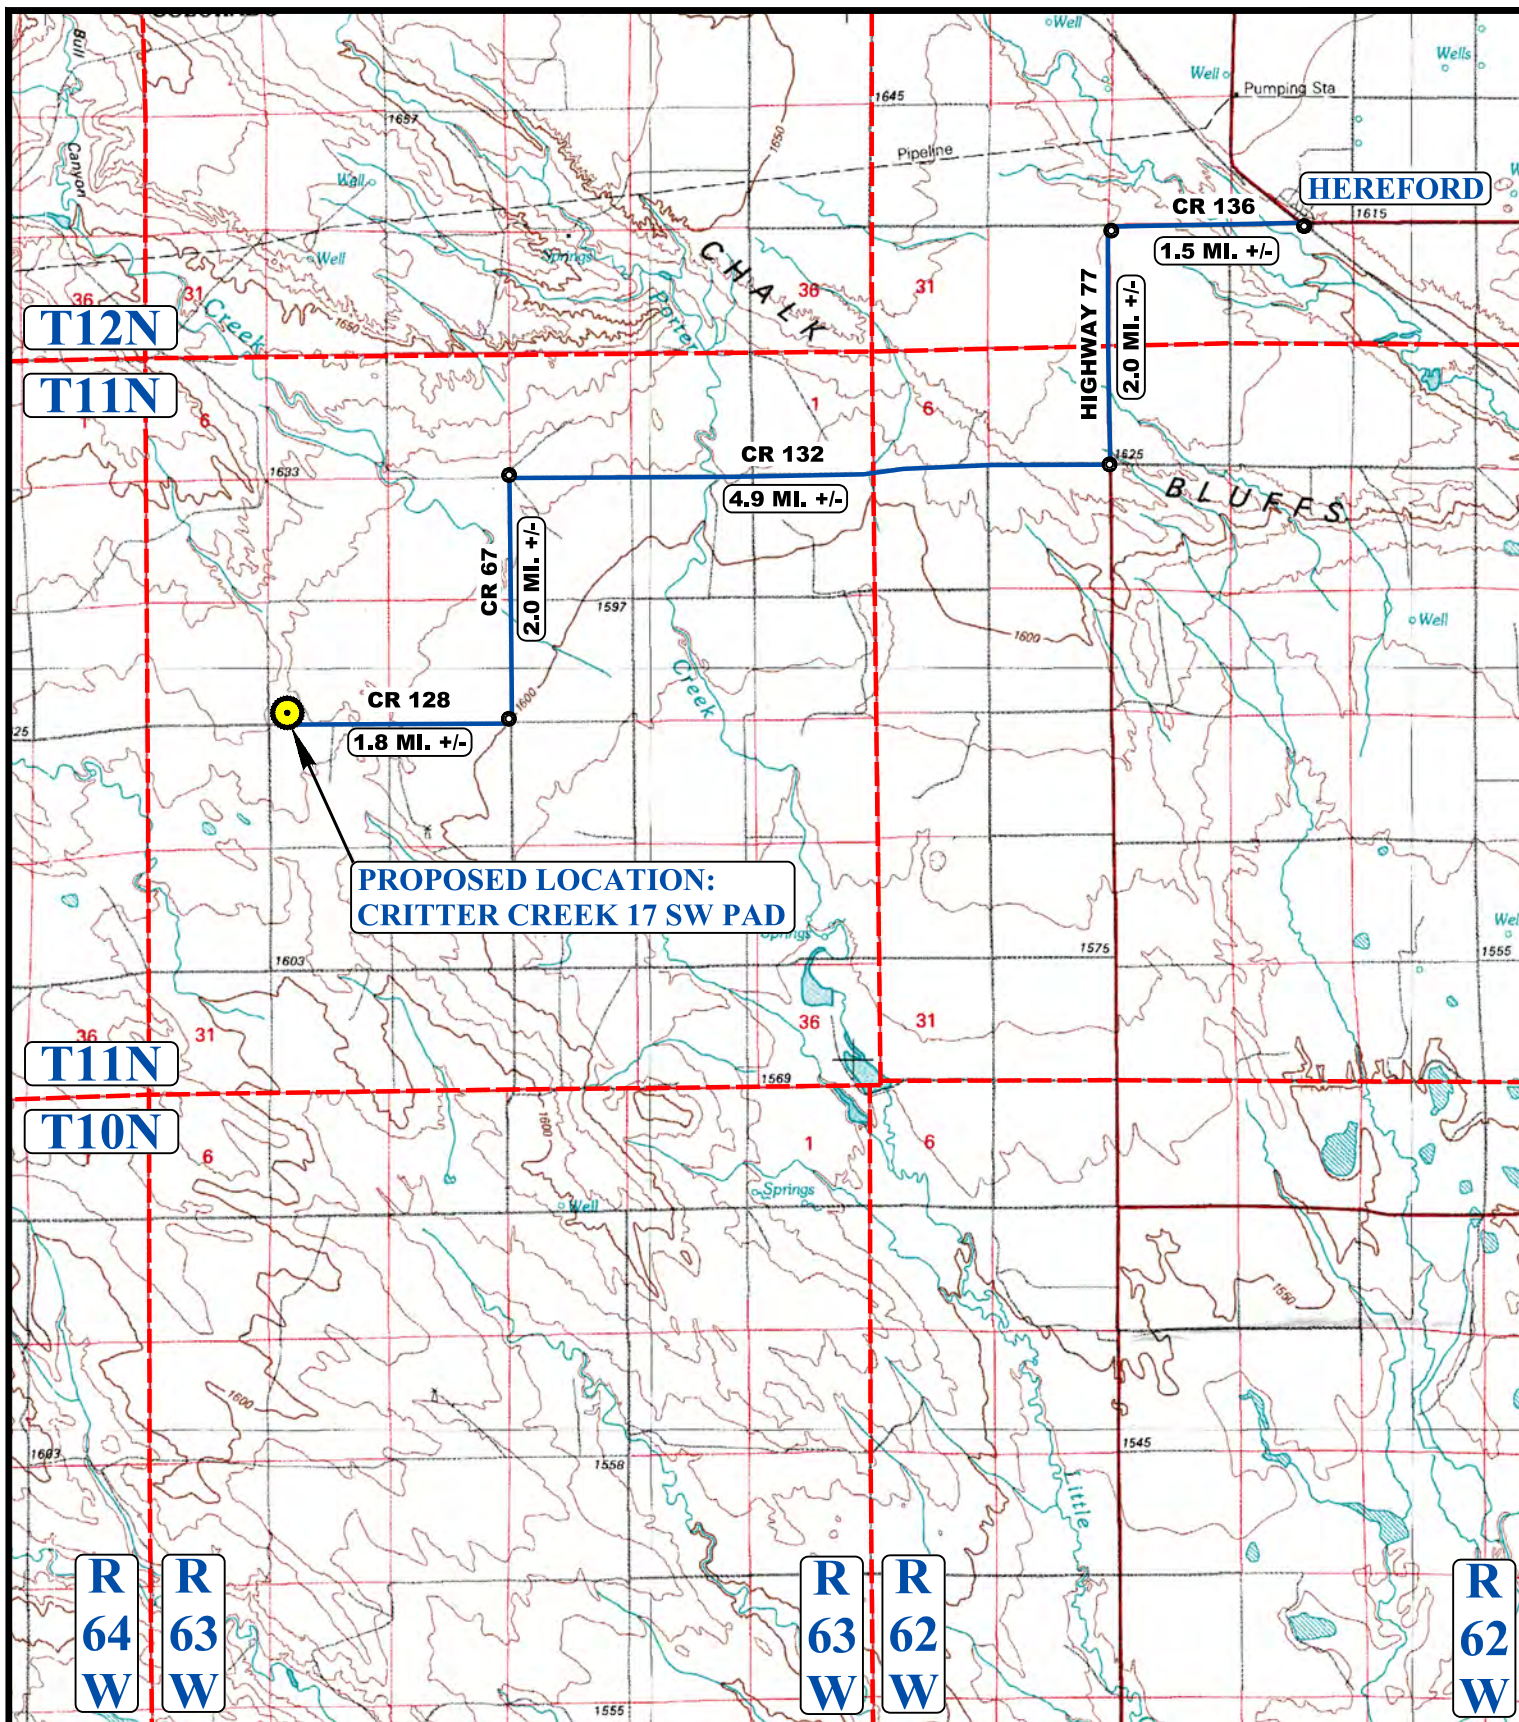 COLORADO
Bull
Canyon
Well
Wells
Well
Pumping Sta
1645
1657
1650
Pipeline
Well
HEREFORD
CR 136
1615
1.5 MI. +/-
Well
Springs
CHALK
36
31
Creek
1650
Porter
36
31
HIGHWAY 77
2.0 MI. +/-
T12N
T11N
1
6
1
6
1633
CR 132
4.9 MI. +/-
1625
BLUFFS
CR 67
2.0 MI. +/-
1597
1600
Well
Creek
CR 128
1.8 MI. +/-
1600
PROPOSED LOCATION:
CRITTER CREEK 17 SW PAD
Springs
1603
1575
1555
36
31
36
31
T11N
1569
T10N
6
1
6
1600
Springs
Well
1550
1600
1603
1558
1545
Little
R
64
W
R
63
W
R
63
W
R
62
W
R
62
W
1555